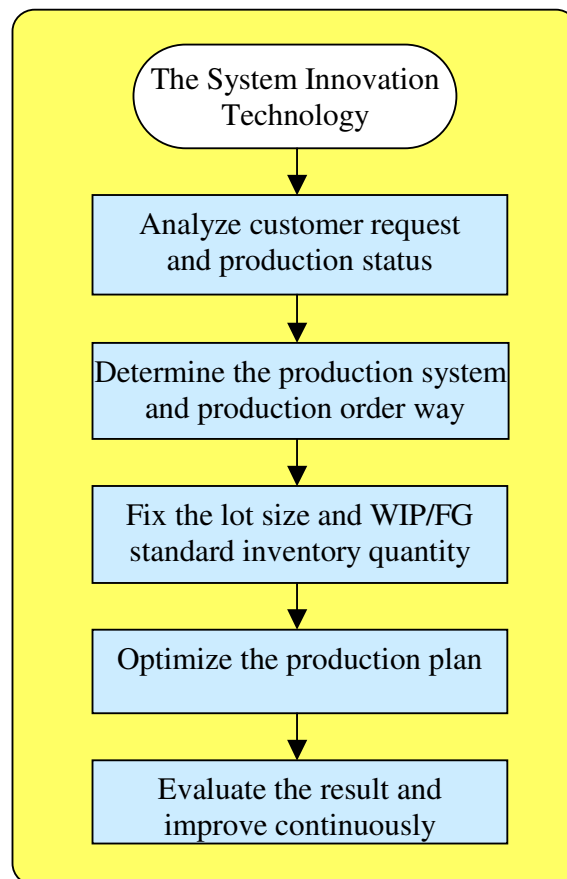 The System Innovation
Technology
Analyze customer request
and production status
Determine the production system
and production order way
Fix the lot size and WIP/FG
standard inventory quantity
Optimize the production plan
Evaluate the result and
improve continuously